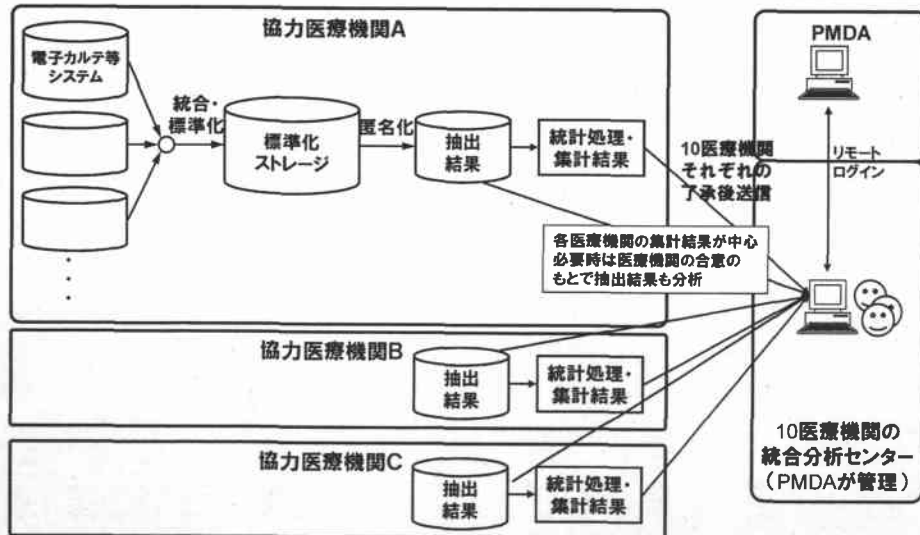 協力医療機関A
電子カルテ等
システム
統合・
標準化
標準化
ストレージ
匿名化
抽出
結果
統計処理・
集計結果
10医療機関
それぞれの
了承後送信
各医療機関の集計結果が中心
必要時は医療機関の合意の
もとで抽出結果も分析
PMDA
リモート
ログイン
協力医療機関B
抽出
結果
統計処理・
集計結果
協力医療機関C
抽出
結果
統計処理・
集計結果
10医療機関の
統合分析センター
（PMDAが管理）